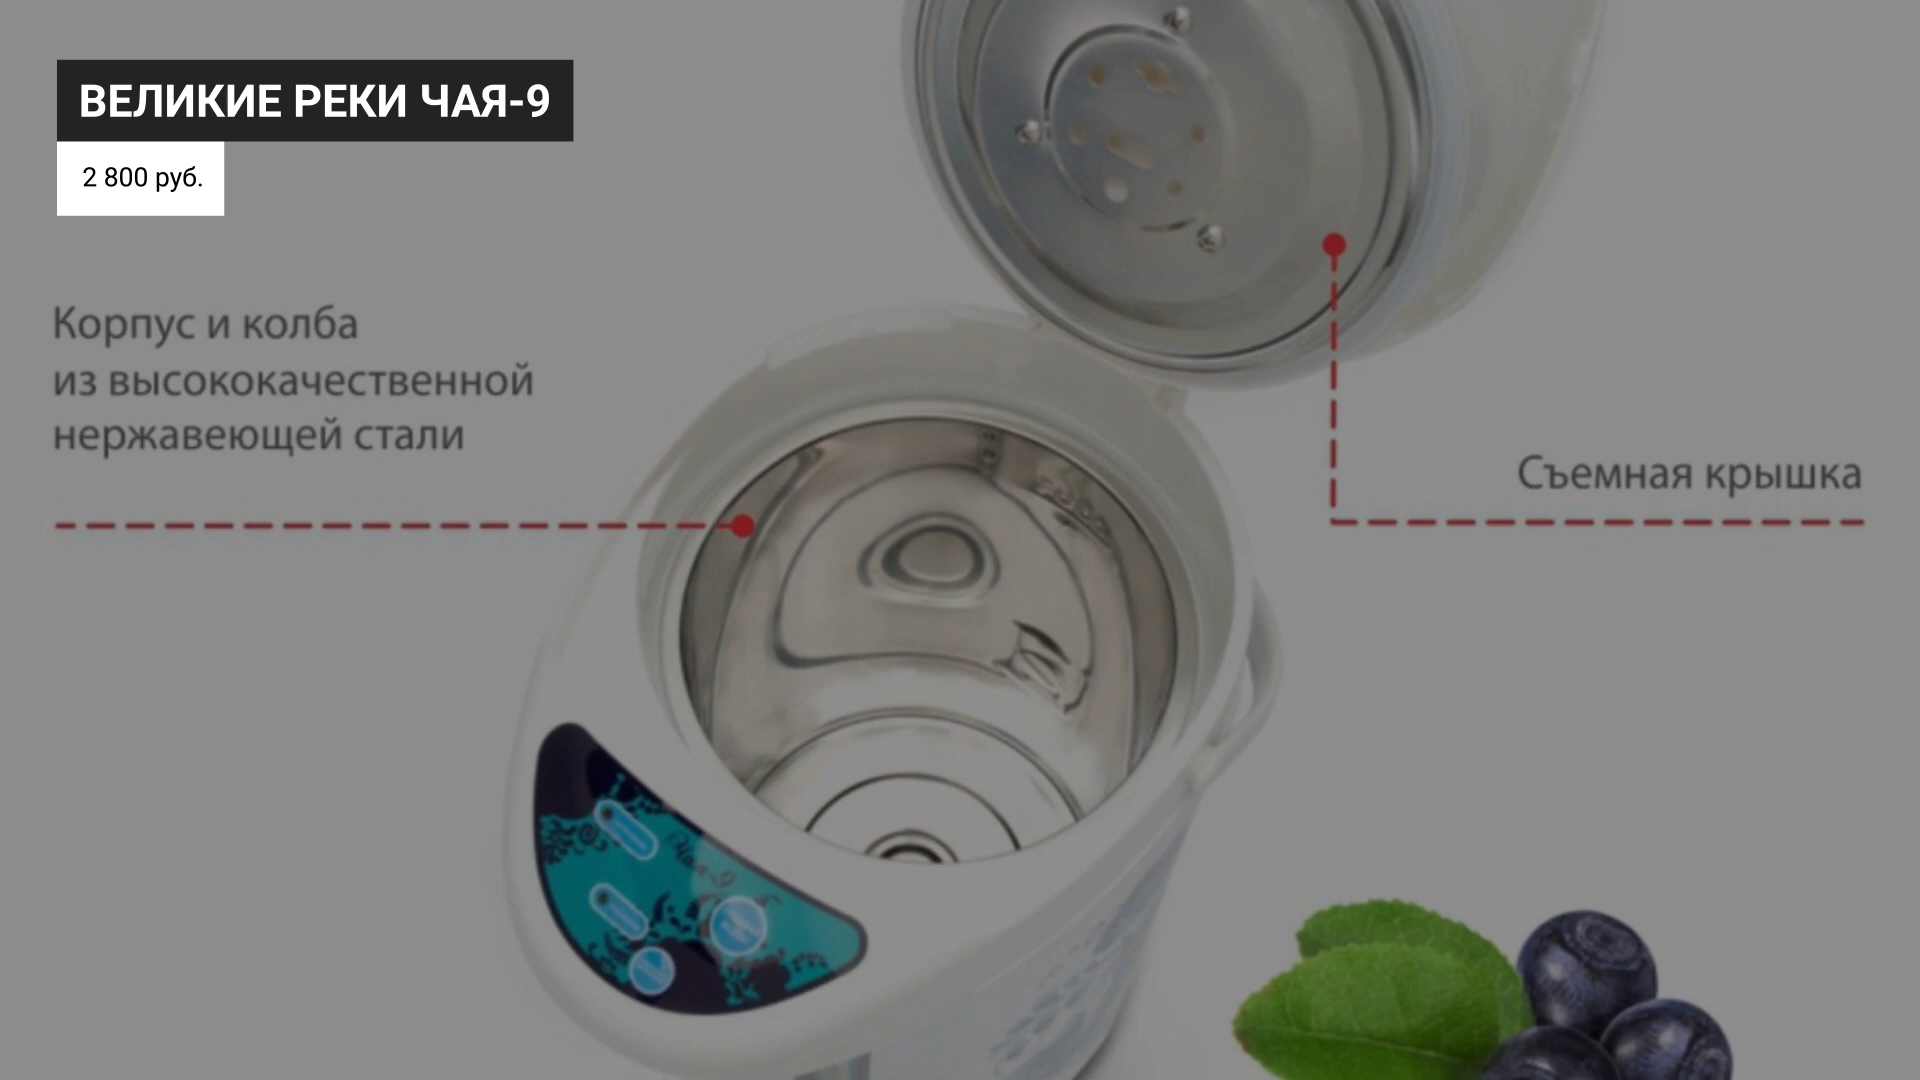 ВЕЛИКИЕ РЕКИ ЧАЯ-9
2 800 руб.
Корпус и колба
из высококачественной
нержавеющей стали
Съемная крышка